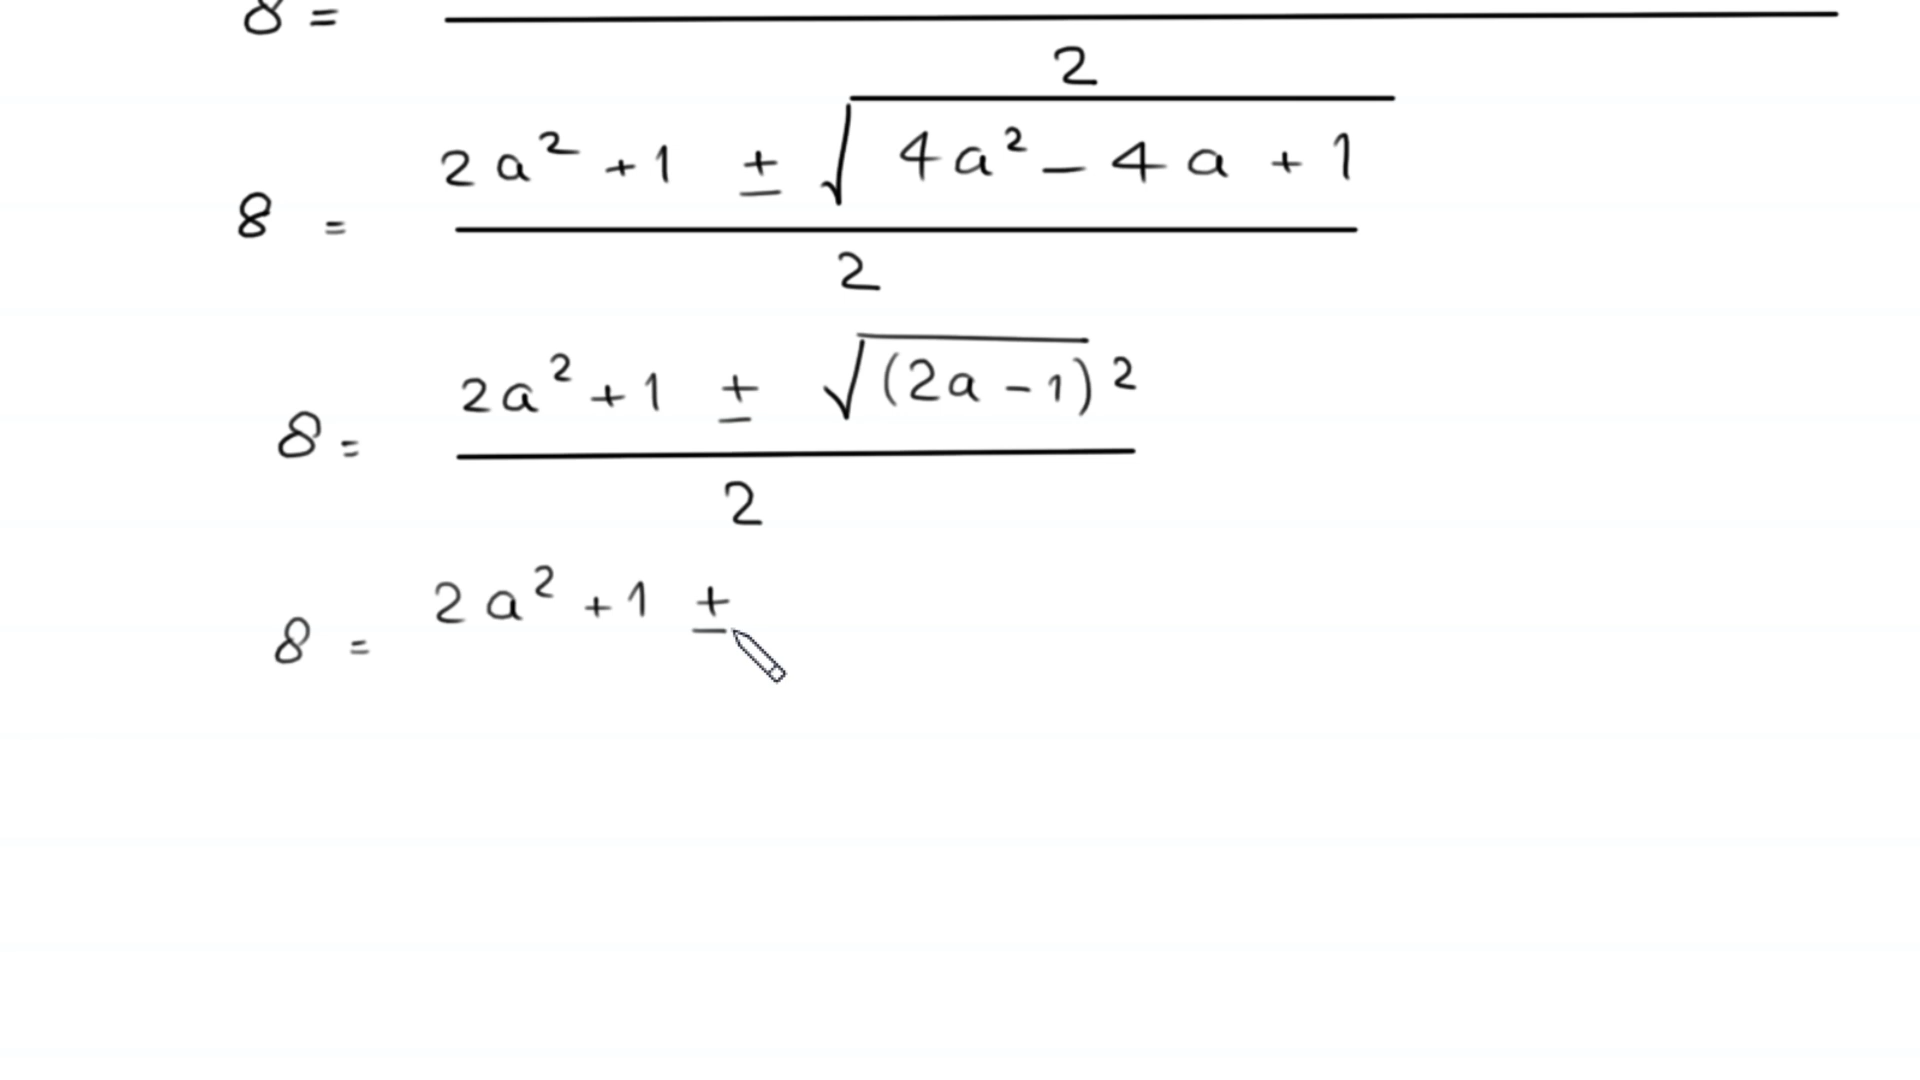 8 =
2
2a² + 1 ± √(4a² - 4a + 1)
8 =
2
2a² + 1 ± √(2a - 1)²
8 =
2
2a² + 1 ±
8 =